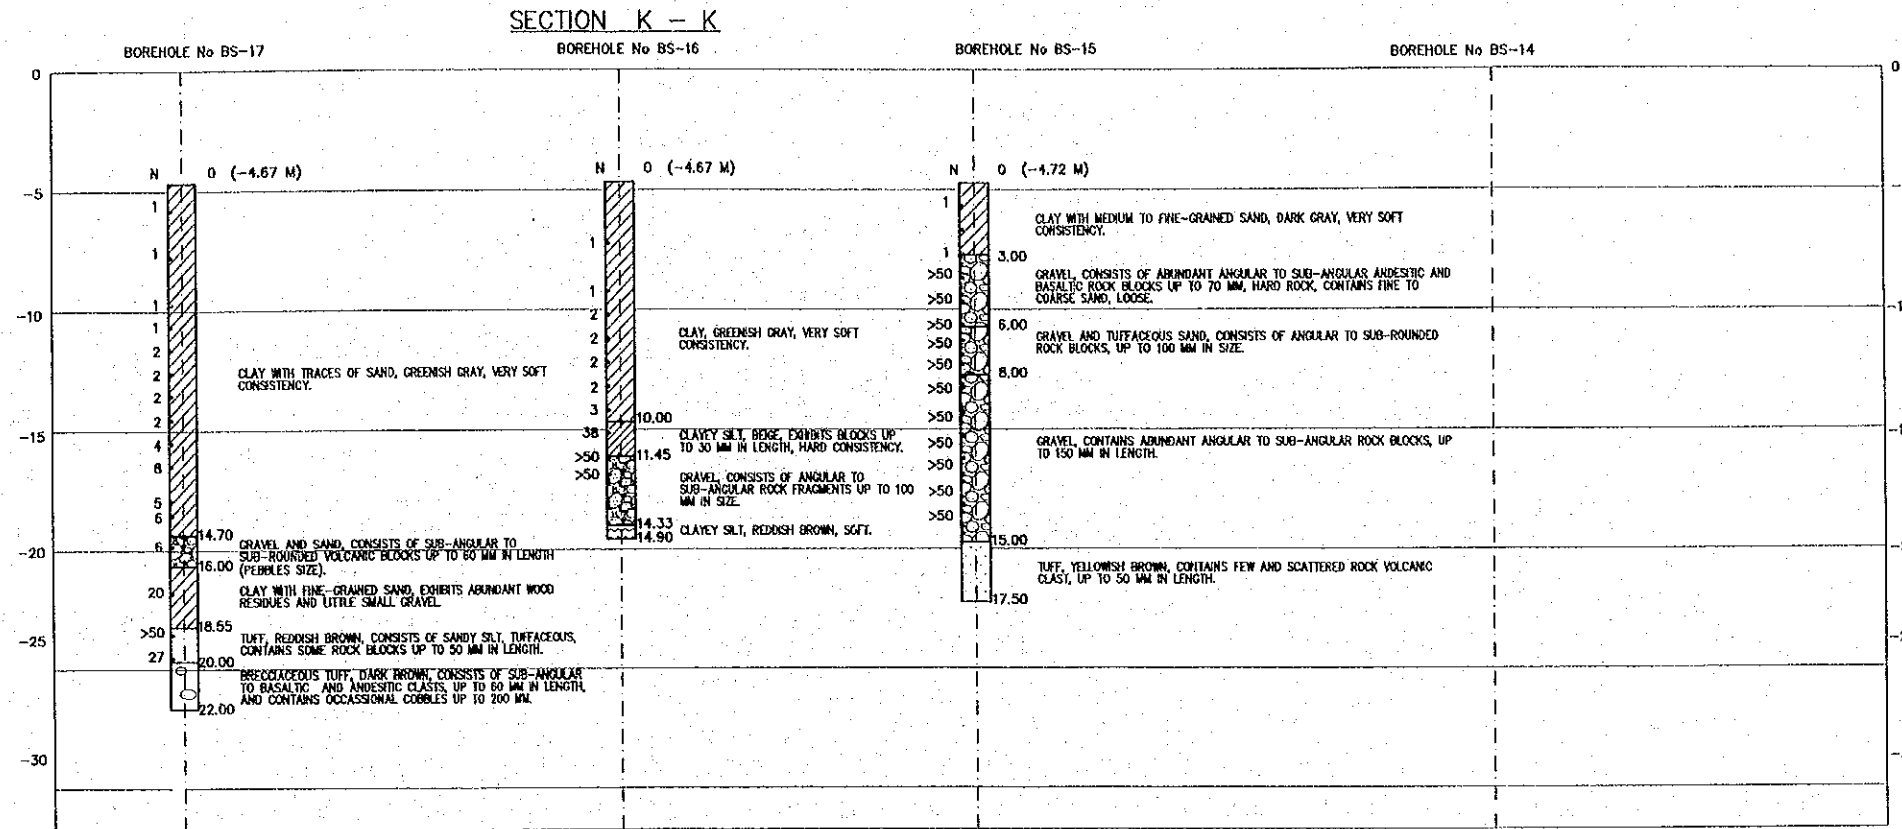 SECTION K – K
BOREHOLE No BS-17
BOREHOLE No BS-16
BOREHOLE No BS-15
BOREHOLE No BS-14
0
-5
-10
-15
-20
-25
-30
N 0 (-4.67 M)
1
1
1
1
2
2
2
2
4
8
5
6
6
20
>50
27
CLAY WITH TRACES OF SAND, GREENISH GRAY, VERY SOFT
CONSISTENCY.
14.70
GRAVEL AND SAND, CONSISTS OF SUB-ANGULAR TO
SUB-ROUNDED VOLCANIC BLOCKS UP TO 60 MM IN LENGTH
(PEBBLES SIZE).
16.00
CLAY WITH FINE-GRAINED SAND, EXHIBITS ABUNDANT WOOD
RESIDUES AND LITTLE SMALL GRAVEL
18.55
TUFF, REDDISH BROWN, CONSISTS OF SANDY SILT, TUFFACEOUS,
CONTAINS SOME ROCK BLOCKS UP TO 50 MM IN LENGTH.
20.00
BRECCIACEOUS TUFF, DARK BROWN, CONSISTS OF SUB-ANGULAR
TO BASALTIC AND ANDESITIC CLASTS, UP TO 60 MM IN LENGTH,
AND CONTAINS OCCASSIONAL COBBLES UP TO 200 MM.
22.00
N 0 (-4.67 M)
1
1
2
2
2
2
3
38
>50
>50
CLAY, GREENISH GRAY, VERY SOFT
CONSISTENCY.
10.00
CLAYEY SILT, BEIGE, EXHIBITS BLOCKS UP
TO 30 MM IN LENGTH, HARD CONSISTENCY.
11.45
GRAVEL, CONSISTS OF ANGULAR TO
SUB-ANGULAR ROCK FRAGMENTS UP TO 100
MM IN SIZE.
14.33
CLAYEY SILT, REDDISH BROWN, SOFT.
14.90
N 0 (-4.72 M)
1
1
>50
>50
>50
>50
>50
>50
>50
>50
>50
>50
>50
CLAY WITH MEDIUM TO FINE-GRAINED SAND, DARK GRAY, VERY SOFT
CONSISTENCY.
3.00
GRAVEL, CONSISTS OF ABUNDANT ANGULAR TO SUB-ANGULAR ANDESITIC AND
BASALTIC ROCK BLOCKS UP TO 70 MM, HARD ROCK, CONTAINS FINE TO
COARSE SAND, LOOSE.
6.00
GRAVEL AND TUFFACEOUS SAND, CONSISTS OF ANGULAR TO SUB-ROUNDED
ROCK BLOCKS, UP TO 100 MM IN SIZE.
8.00
GRAVEL, CONTAINS ABUNDANT ANGULAR TO SUB-ANGULAR ROCK BLOCKS, UP
TO 150 MM IN LENGTH.
15.00
TUFF, YELLOWISH BROWN, CONTAINS FEW AND SCATTERED ROCK VOLCANIC
CLAST, UP TO 50 MM IN LENGTH.
17.50
0